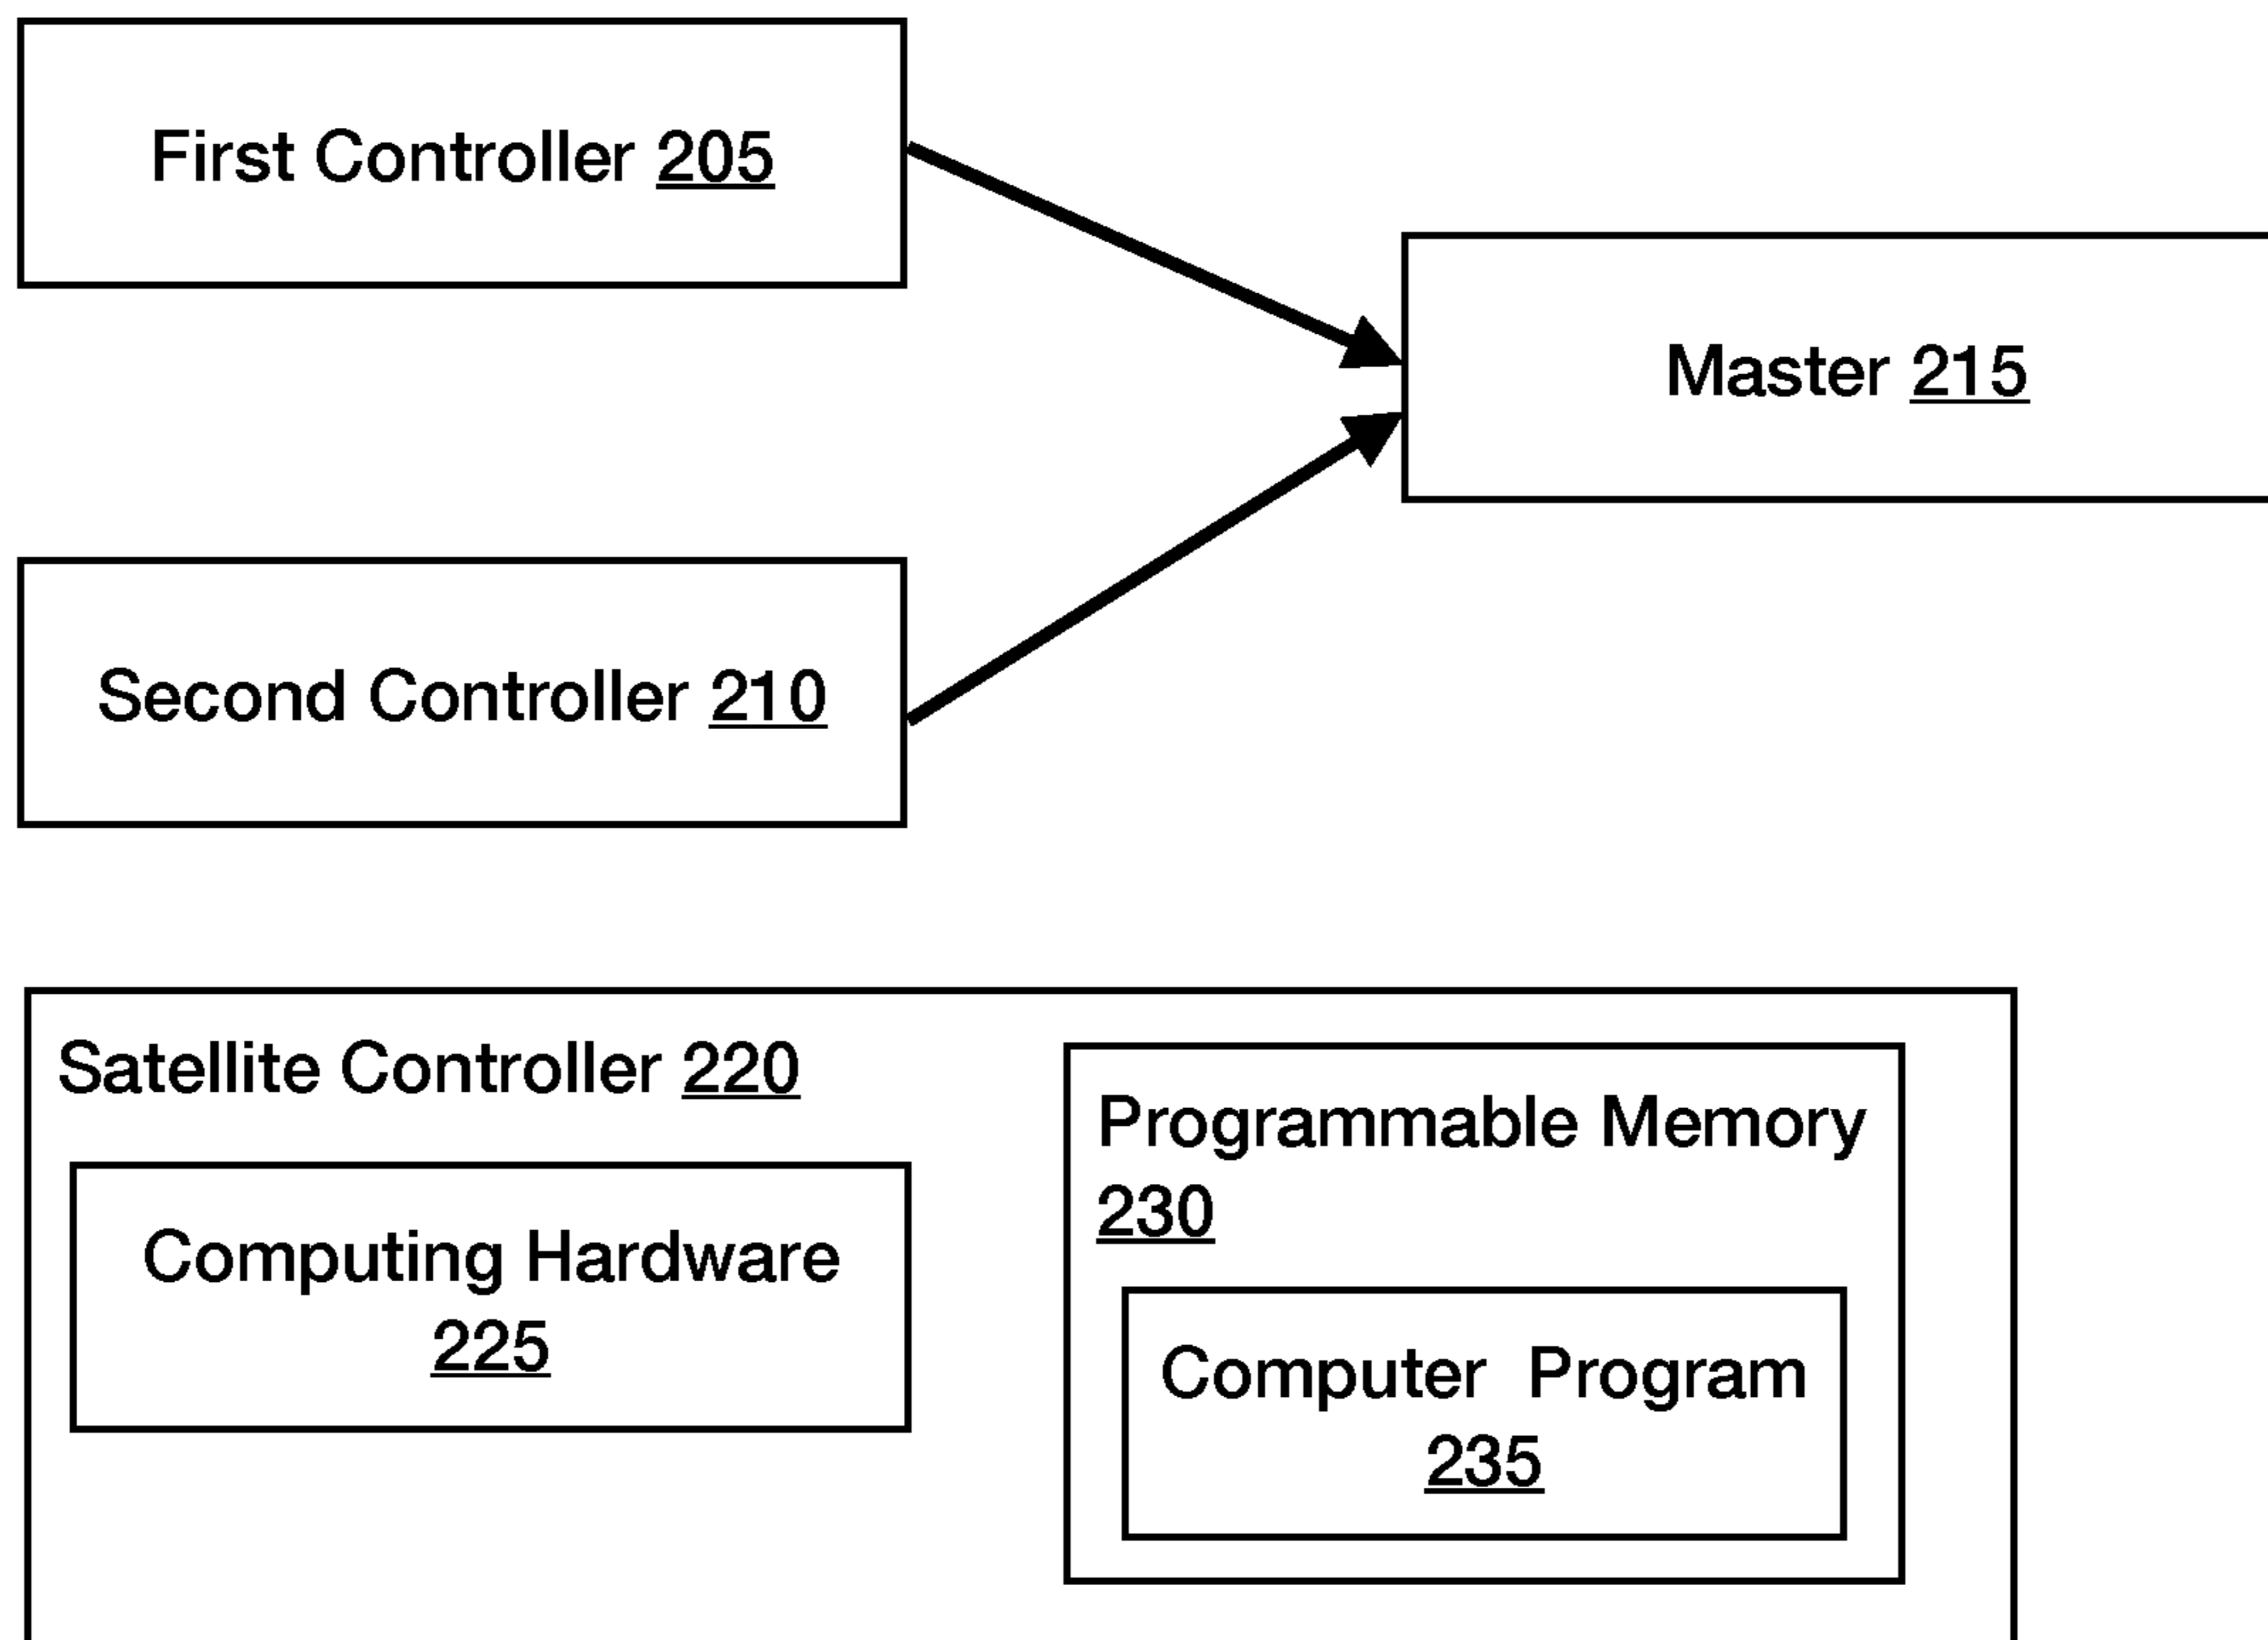 First Controller 205
Master 215
Second Controller 210
Satellite Controller 220
Computing Hardware
225
Programmable Memory
230
Computer Program
235